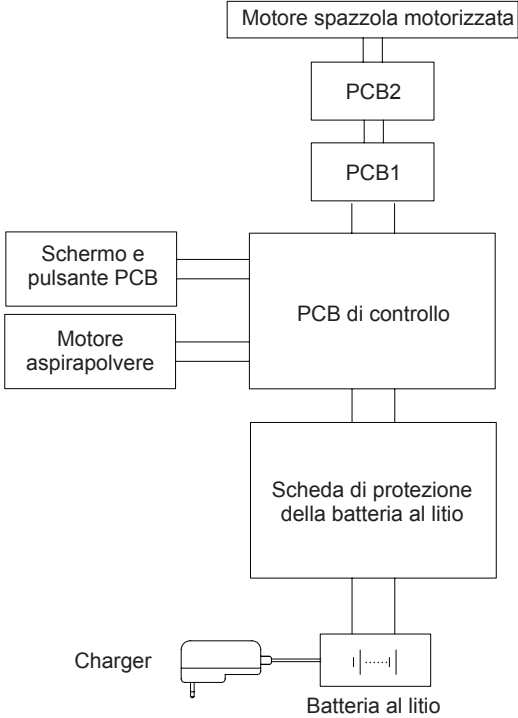 Motore spazzola motorizzata
PCB2
PCB1
Schermo e
pulsante PCB
PCB di controllo
Motore
aspirapolvere
Scheda di protezione
della batteria al litio
Charger
Batteria al litio